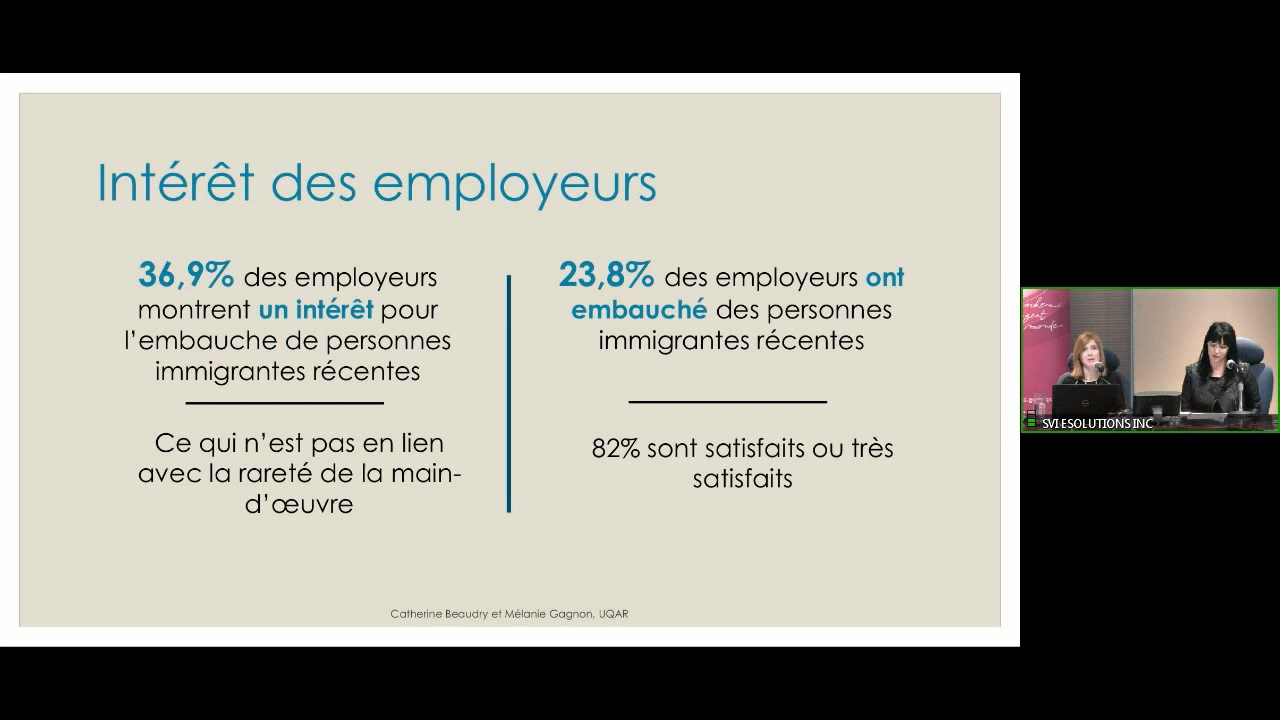 Intérêt des employeurs
36,9% des employeurs
montrent un intérêt pour
l'embauche de personnes
immigrantes récentes
Ce qui n'est pas en lien
avec la rareté de la main-
d'œuvre
23,8% des employeurs ont
embauché des personnes
immigrantes récentes
82% sont satisfaits ou très
satisfaits
Catherine Beaudry et Mélanie Gagnon, UQAR
monde
SVI ESOLUTIONS INC